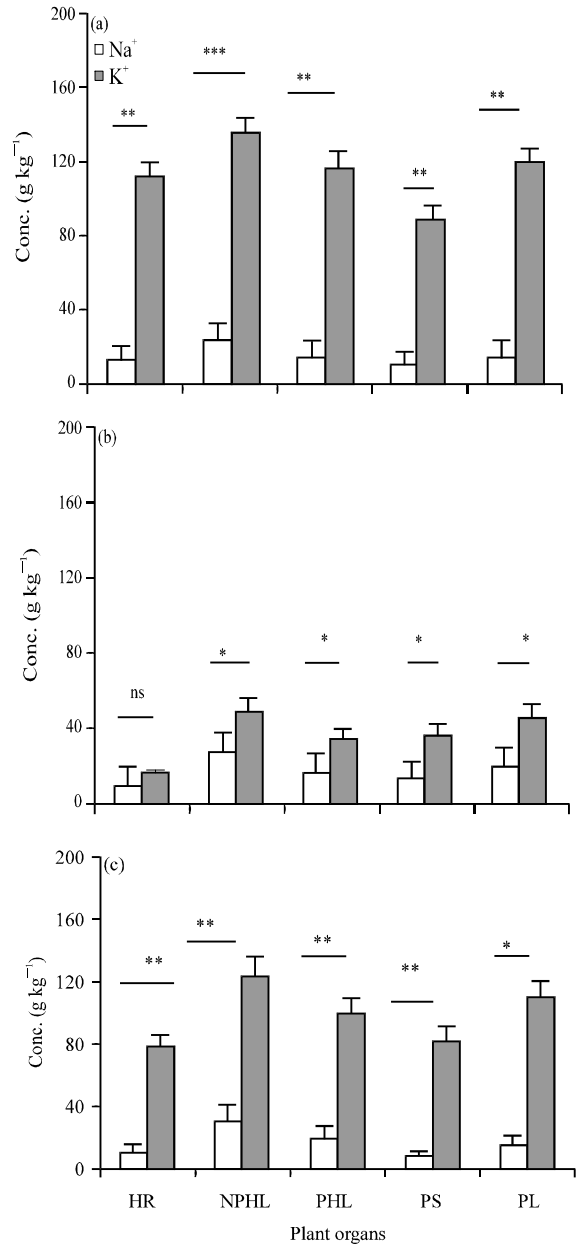 200
(a)
Na⁺
K⁺
160
120
80
40
0
Conc. (g kg⁻¹)
**
***
**
**
**
200
(b)
160
120
80
40
0
Conc. (g kg⁻¹)
ns
*
*
*
*
200
(c)
160
120
80
40
0
Conc. (g kg⁻¹)
**
**
**
**
*
HR NPHL PHL PS PL
Plant organs